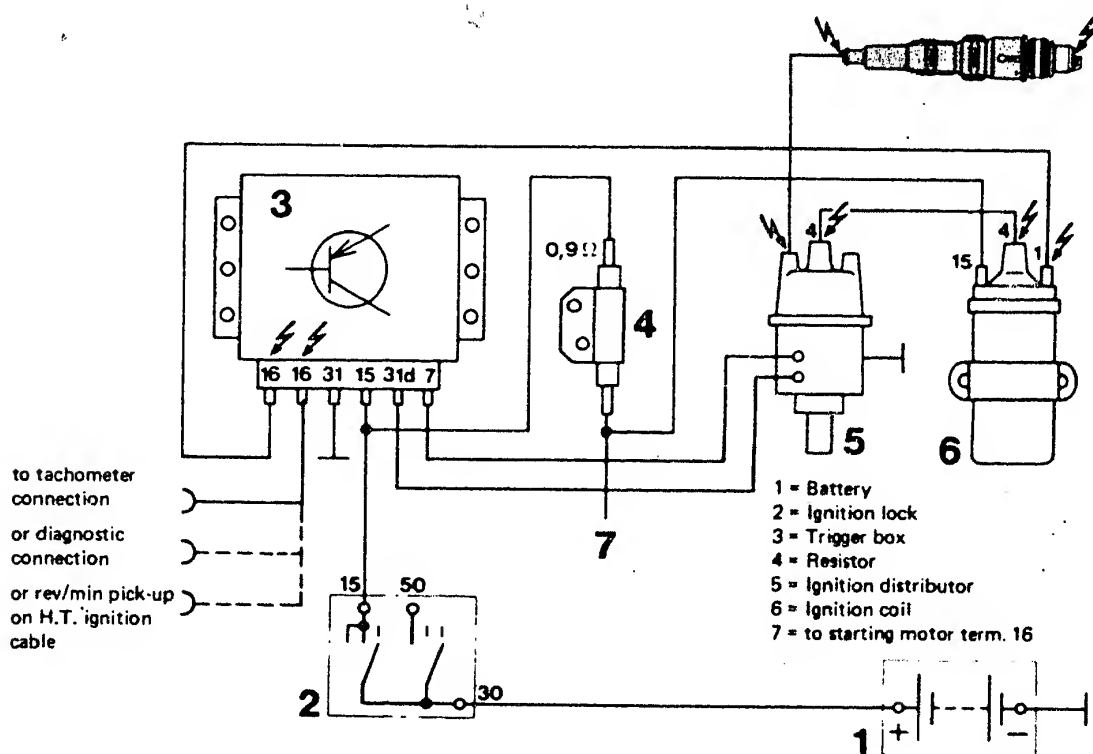 3
0,9Ω
4
4
4
15
1
16 16 31 15 31d 7
5
6
to tachometer
connection
or diagnostic
connection
or rev/min pick-up
on H.T. ignition
cable
7
1 = Battery
2 = Ignition lock
3 = Trigger box
4 = Resistor
5 = Ignition distributor
6 = Ignition coil
7 = to starting motor term. 16
15 50
2
30
1
+ −